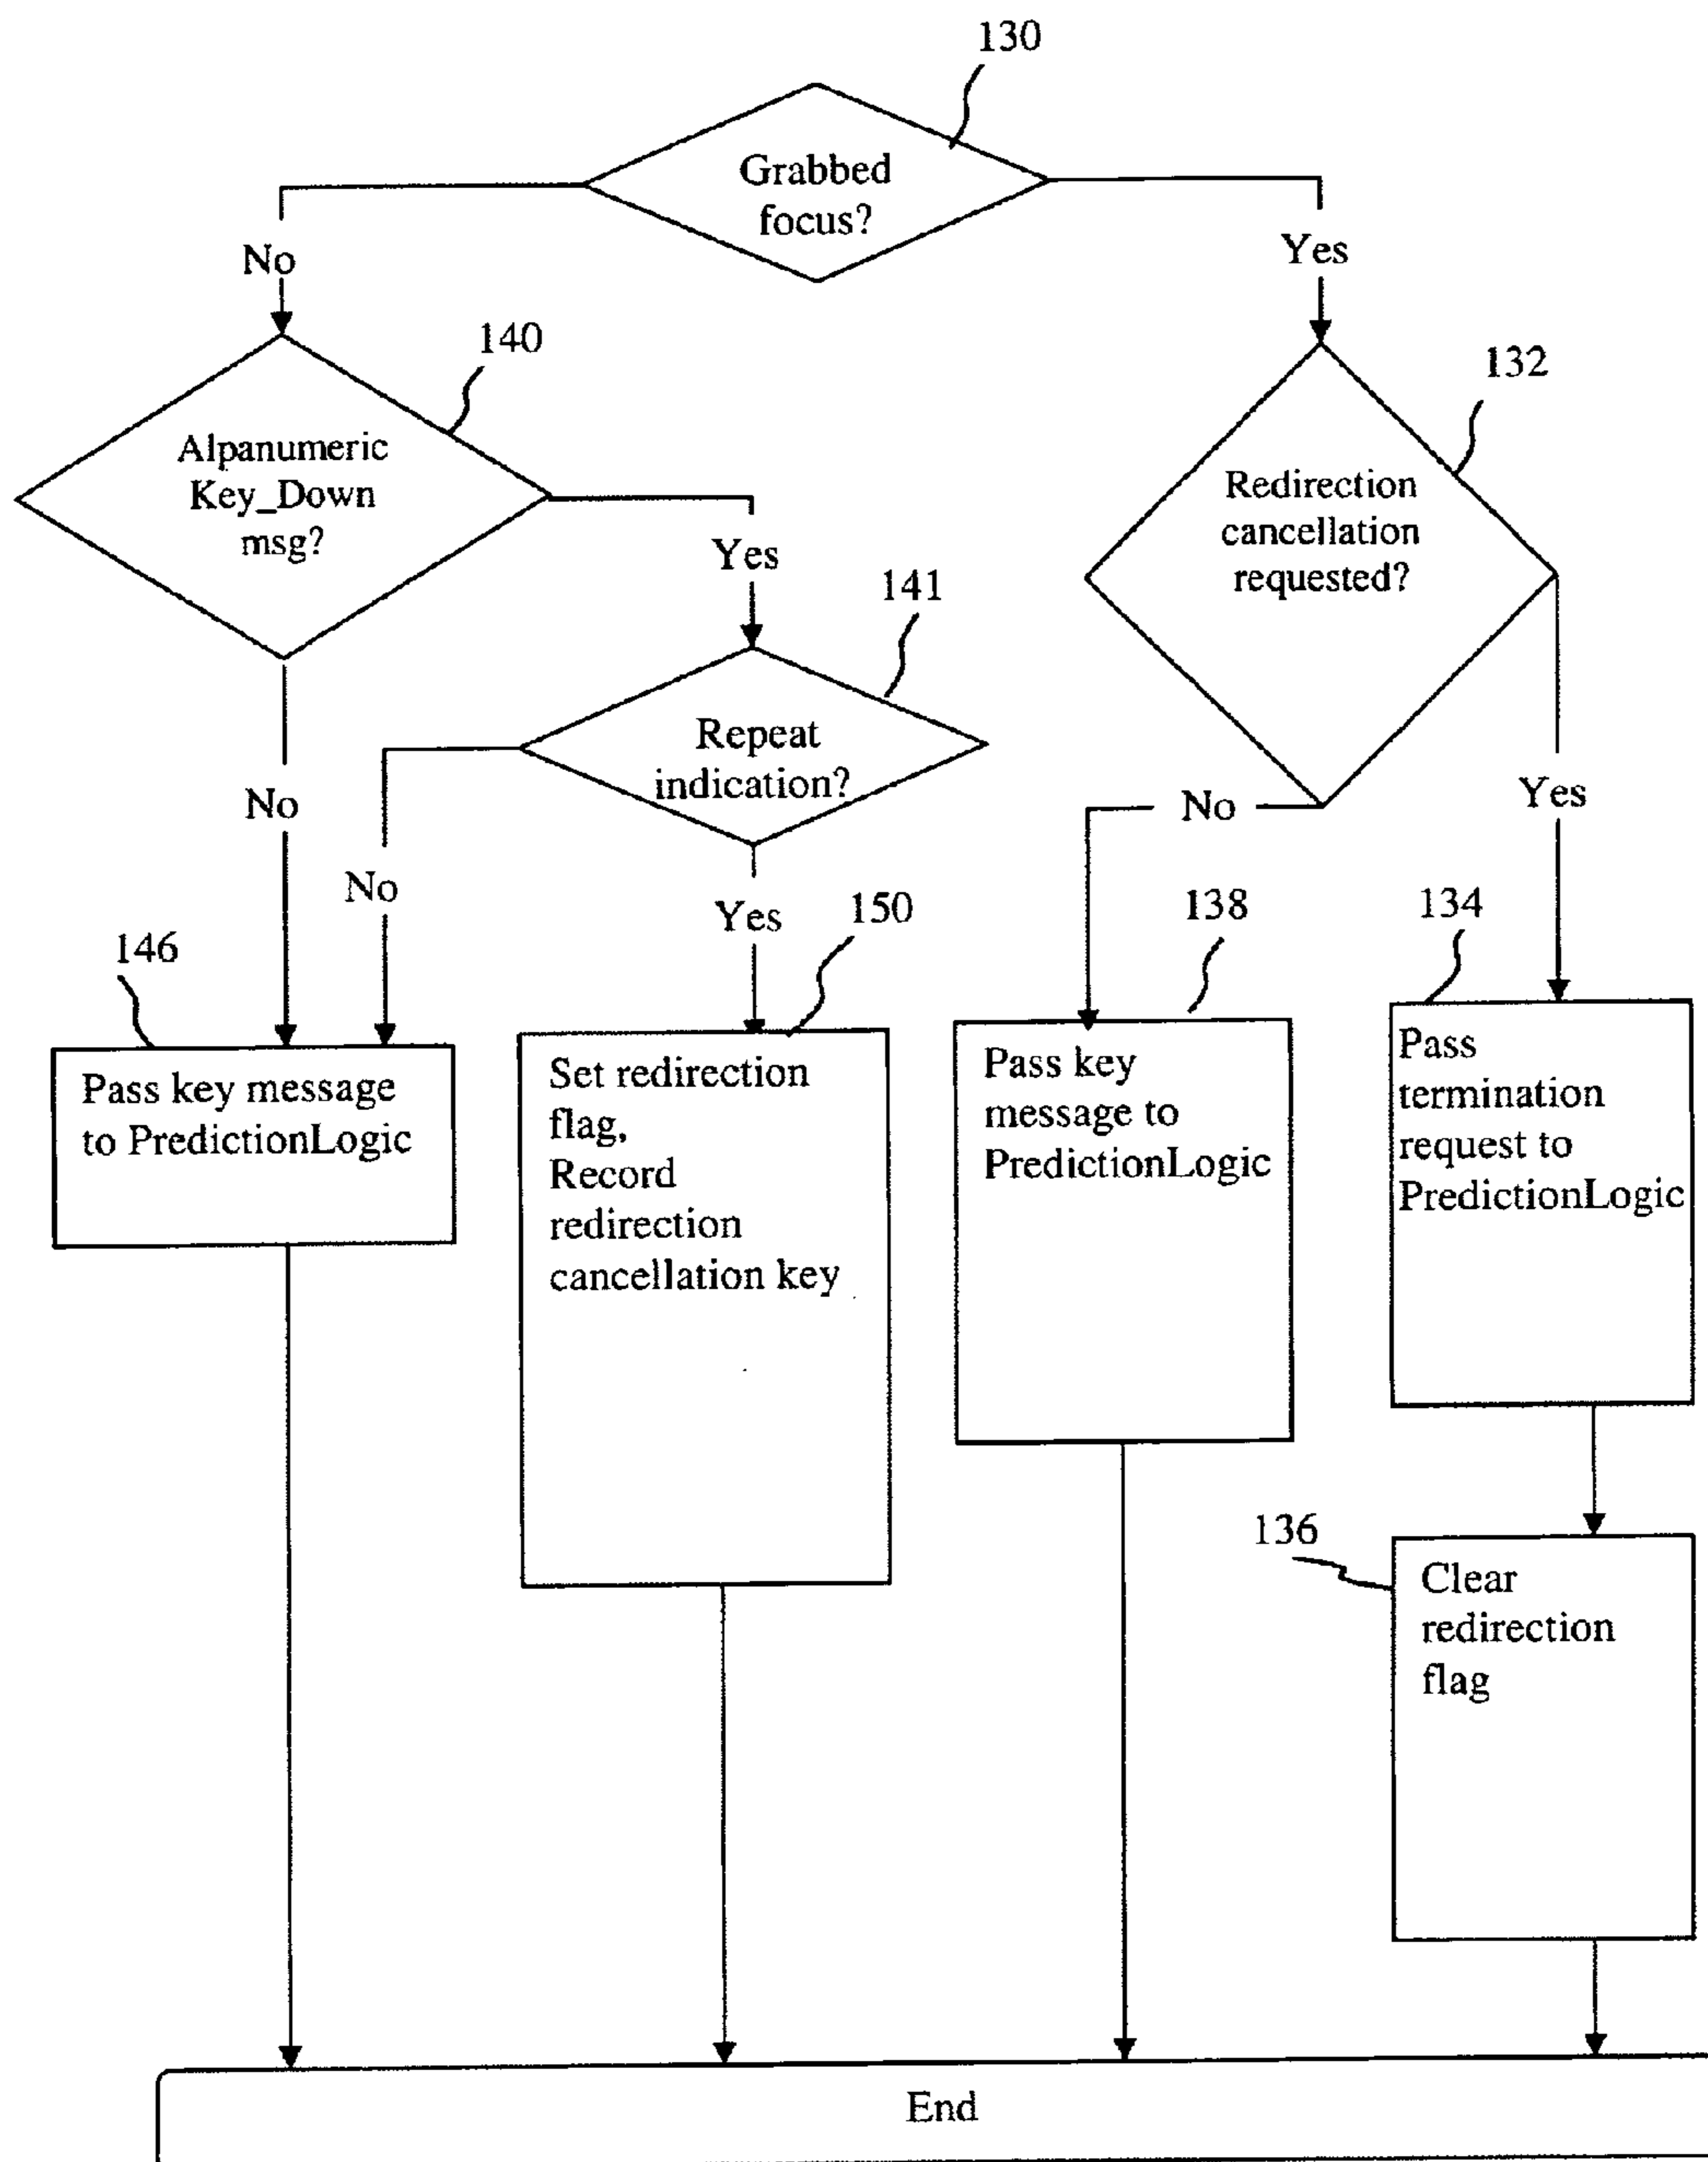 130
Grabbed
focus?
No
Yes
140
132
Alpanumeric
Key_Down
msg?
Redirection
cancellation
requested?
Yes
141
Repeat
indication?
No
No
Yes
No
Yes
150
138
134
146
Pass key message
to PredictionLogic
Set redirection
flag,
Record
redirection
cancellation key
Pass key
message to
PredictionLogic
Pass
termination
request to
PredictionLogic
136
Clear
redirection
flag
End